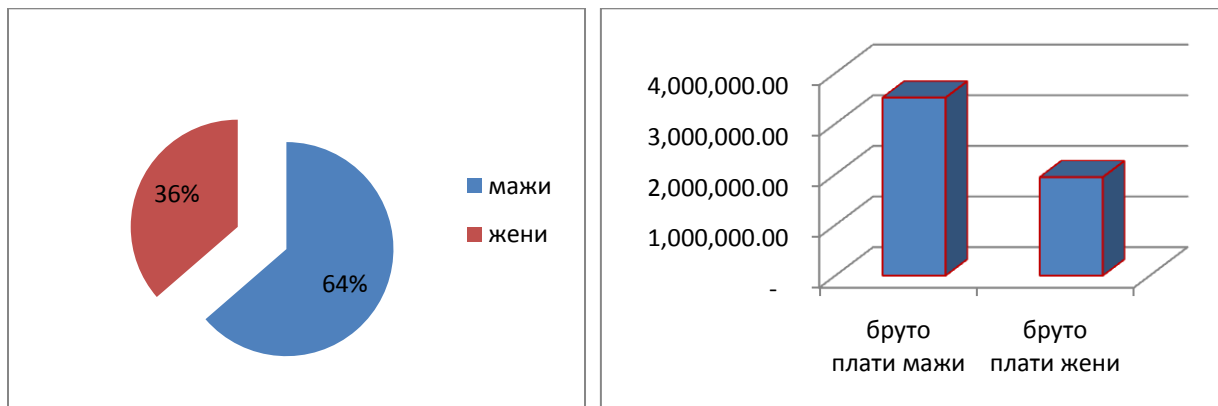 36%
64%
мажи
жени
4,000,000.00
3,000,000.00
2,000,000.00
1,000,000.00
-
бруто
плати мажи
бруто
плати жени